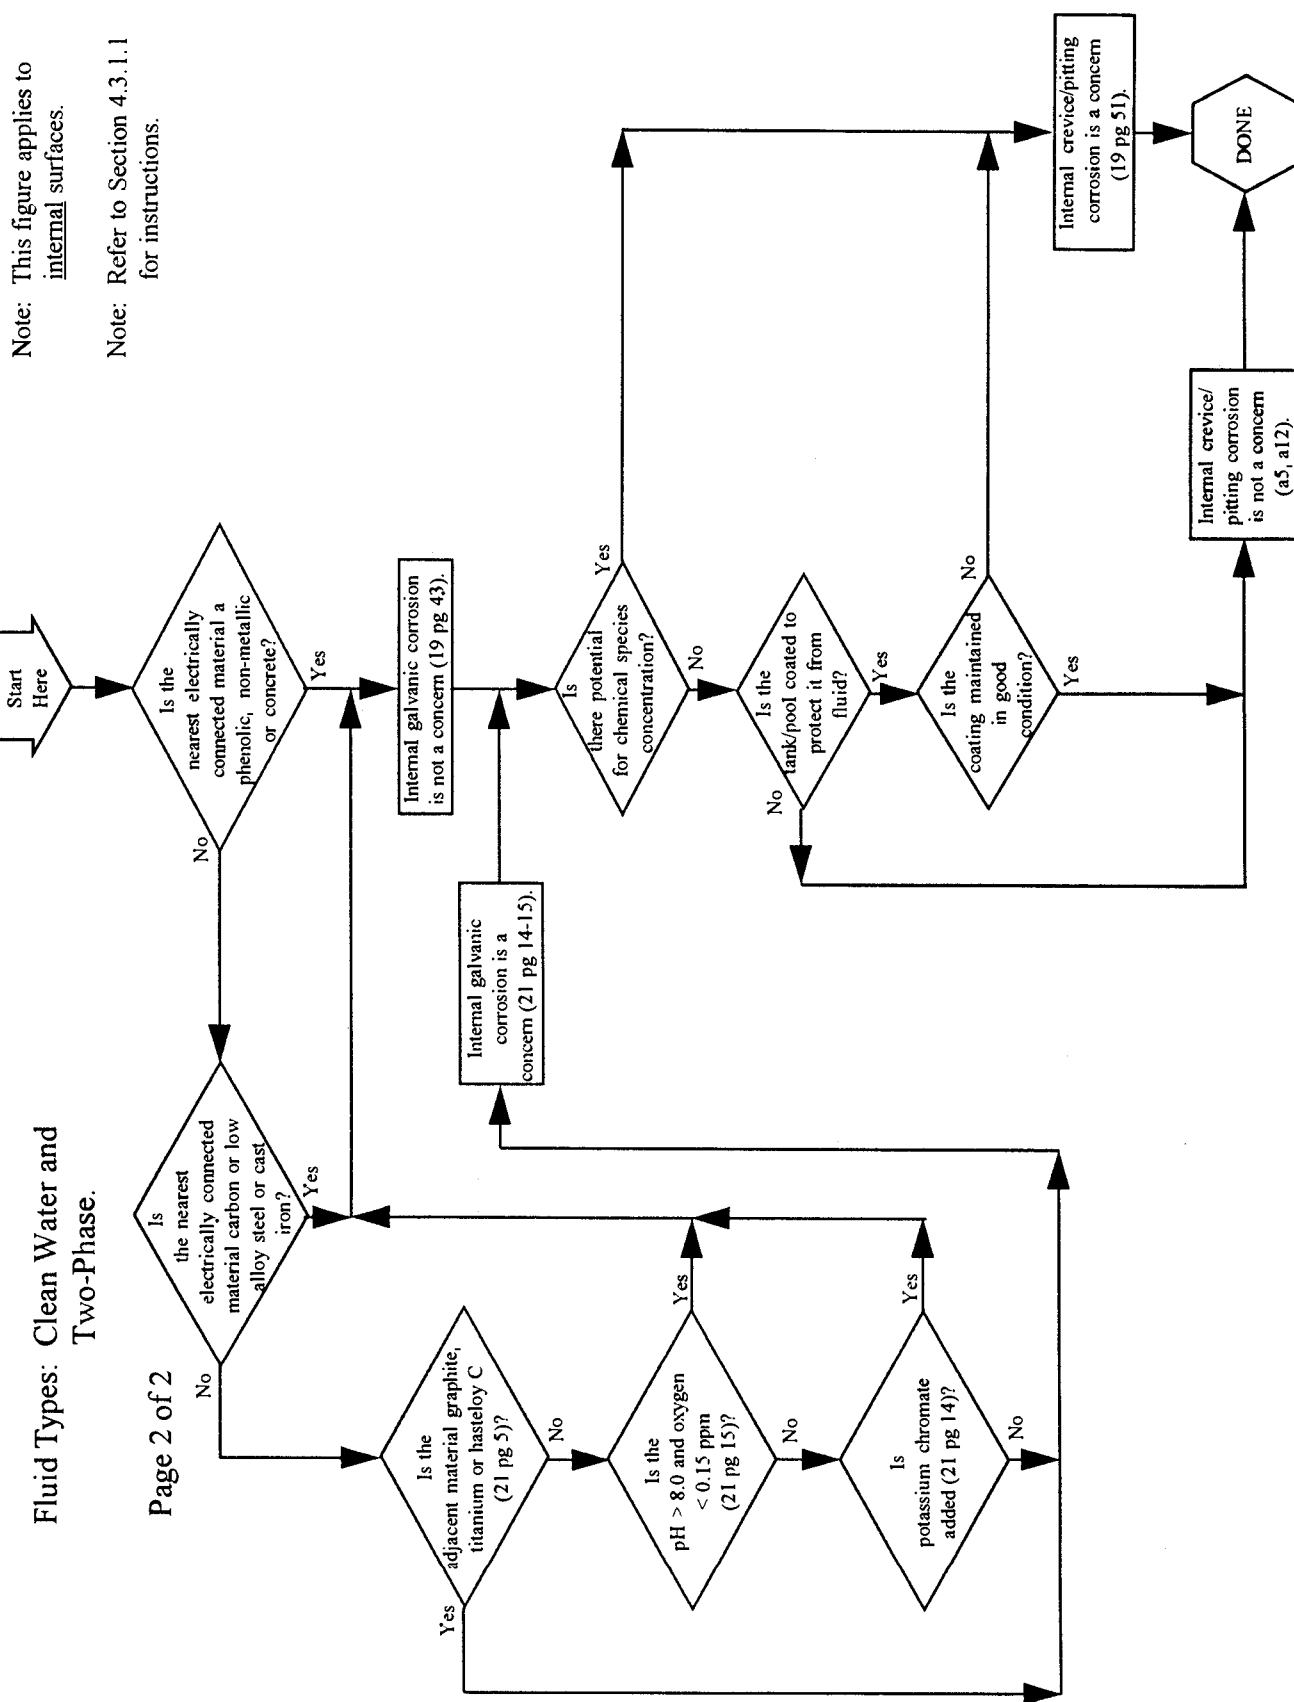 Fluid Types: Clean Water and
Two-Phase.
Page 2 of 2
Note: This figure applies to
internal surfaces.
Note: Refer to Section 4.3.1.1
for instructions.
Start
Here
Is the
nearest electrically
connected material a
phenolic, non-metallic
or concrete?
No
Yes
Is
the nearest
electrically connected
material carbon or low
alloy steel or cast
iron?
No
Yes
Is the
adjacent material graphite,
titanium or hasteloy C
(21 pg 5)?
Yes
No
Is the
pH > 8.0 and oxygen
< 0.15 ppm
(21 pg 15)?
Yes
No
Is
potassium chromate
added (21 pg 14)?
Yes
No
Internal galvanic
corrosion is a
concern (21 pg 14-15).
Internal galvanic corrosion
is not a concern (19 pg 43).
Is
there potential
for chemical species
concentration?
Yes
No
Is the
tank/pool coated to
protect it from
fluid?
No
Yes
Is the
coating maintained
in good
condition?
No
Yes
Internal crevice/pitting
corrosion is a concern
(19 pg 51).
Internal crevice/
pitting corrosion
is not a concern
(a5, a12).
DONE